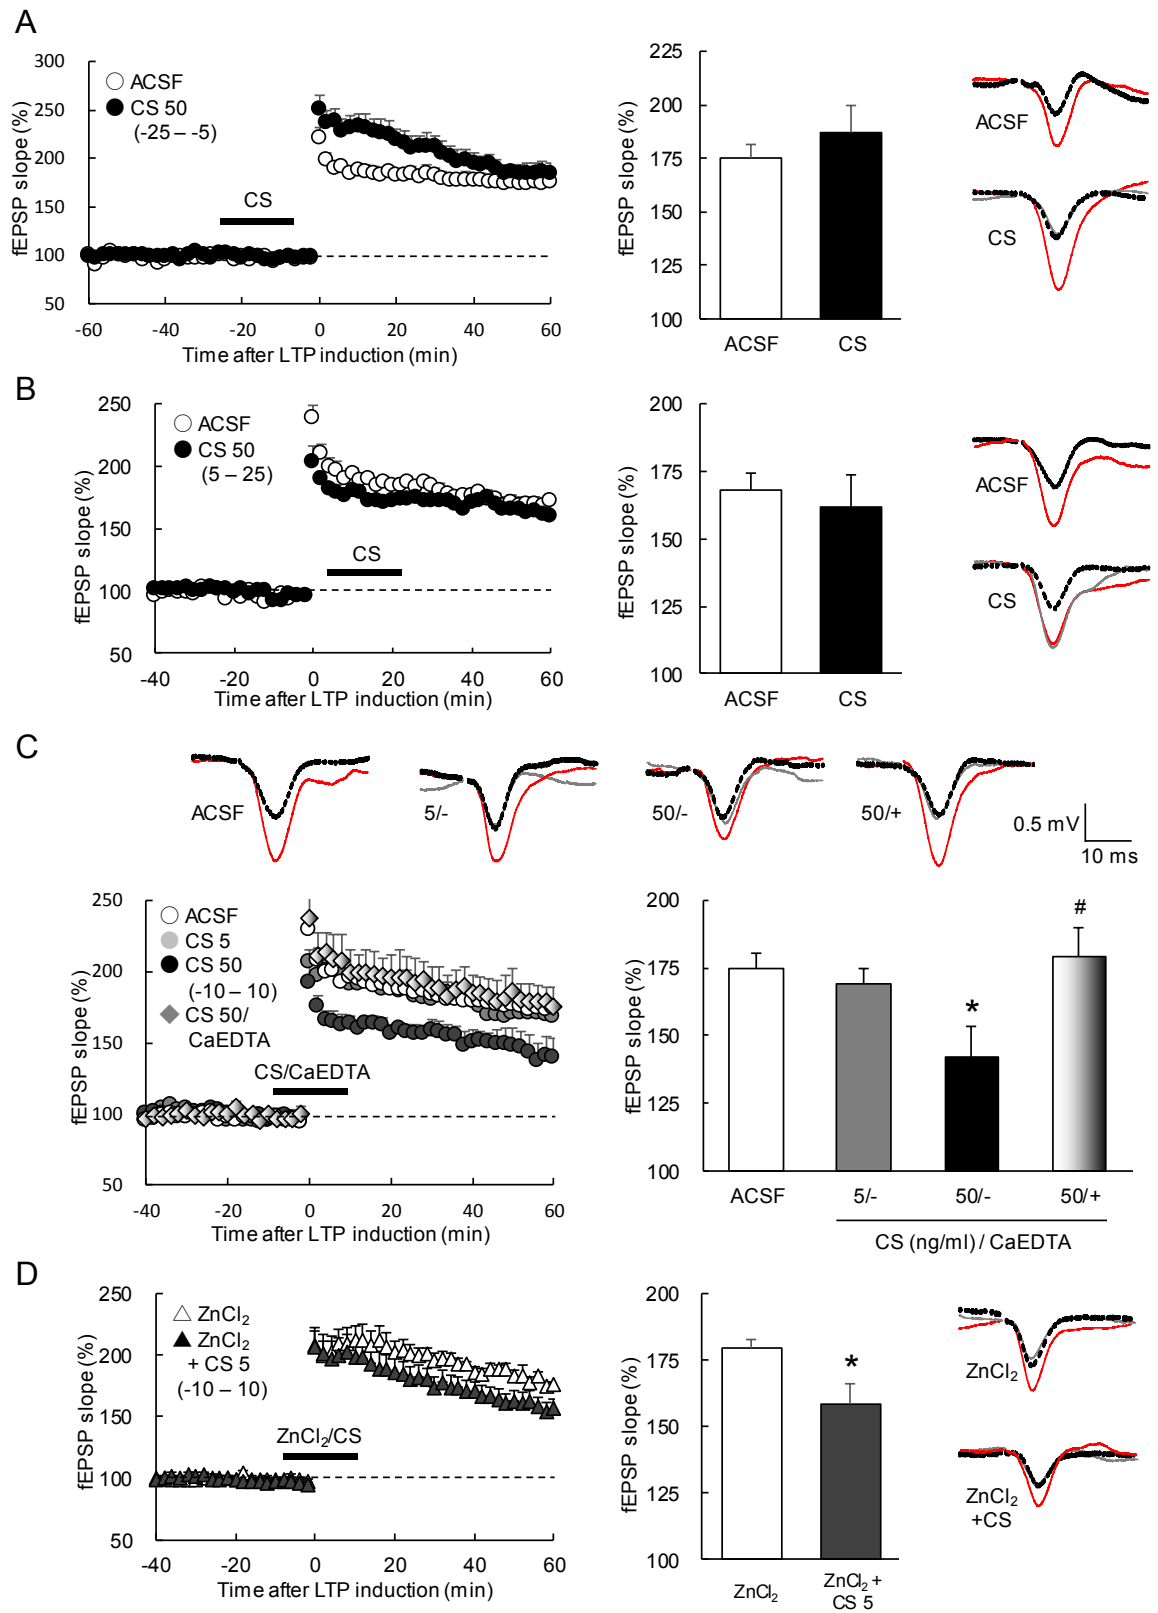 A
fEPSP slope (%)
300
250
200
150
100
50
ACSF
CS 50
(-25 – -5)
CS
-60
-40
-20
0
20
40
60
Time after LTP induction (min)
fEPSP slope (%)
225
200
175
150
125
100
ACSF
CS
ACSF
CS
B
fEPSP slope (%)
250
200
150
100
50
ACSF
CS 50
(5 – 25)
CS
-40
-20
0
20
40
60
Time after LTP induction (min)
fEPSP slope (%)
200
175
150
125
100
ACSF
CS
ACSF
CS
C
ACSF
5/-
50/-
50/+
0.5 mV
10 ms
fEPSP slope (%)
250
200
150
100
50
ACSF
CS 5
CS 50
(-10 – 10)
CS 50/
CaEDTA
CS/CaEDTA
-40
-20
0
20
40
60
Time after LTP induction (min)
fEPSP slope (%)
200
175
150
125
100
*
#
ACSF
5/-
50/-
50/+
CS (ng/ml) / CaEDTA
D
fEPSP slope (%)
250
200
150
100
50
ZnCl₂
ZnCl₂
+ CS 5
(-10 – 10)
ZnCl₂/CS
-40
-20
0
20
40
60
Time after LTP induction (min)
fEPSP slope (%)
200
175
150
125
100
*
ZnCl₂
ZnCl₂ +
CS 5
ZnCl₂
ZnCl₂
+CS